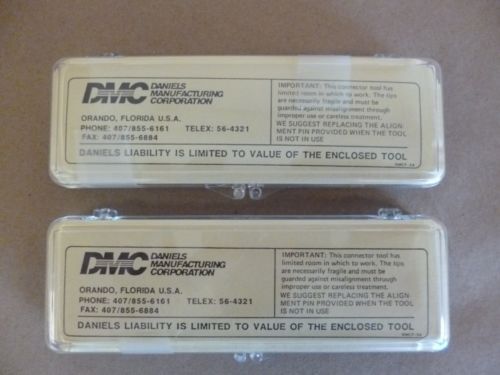 DMC DANIELS
MANUFACTURING
CORPORATION
ORANDO, FLORIDA U.S.A.
PHONE: 407/855-6161 TELEX: 56-4321
FAX: 407/855-6884
IMPORTANT: This connector tool has
limited room in which to work. The tips
are necessarily fragile and must be
guarded against misalignment through
improper use or careless treatment.
WE SUGGEST REPLACING THE ALIGN-
MENT PIN PROVIDED WHEN THE TOOL
IS NOT IN USE.
DANIELS LIABILITY IS LIMITED TO VALUE OF THE ENCLOSED TOOL
DMC DANIELS
MANUFACTURING
CORPORATION
ORANDO, FLORIDA U.S.A.
PHONE: 407/855-6161 TELEX: 56-4321
FAX: 407/855-6884
IMPORTANT: This connector tool has
limited room in which to work. The tips
are necessarily fragile and must be
guarded against misalignment through
improper use or careless treatment.
WE SUGGEST REPLACING THE ALIGN-
MENT PIN PROVIDED WHEN THE TOOL
IS NOT IN USE.
DANIELS LIABILITY IS LIMITED TO VALUE OF THE ENCLOSED TOOL